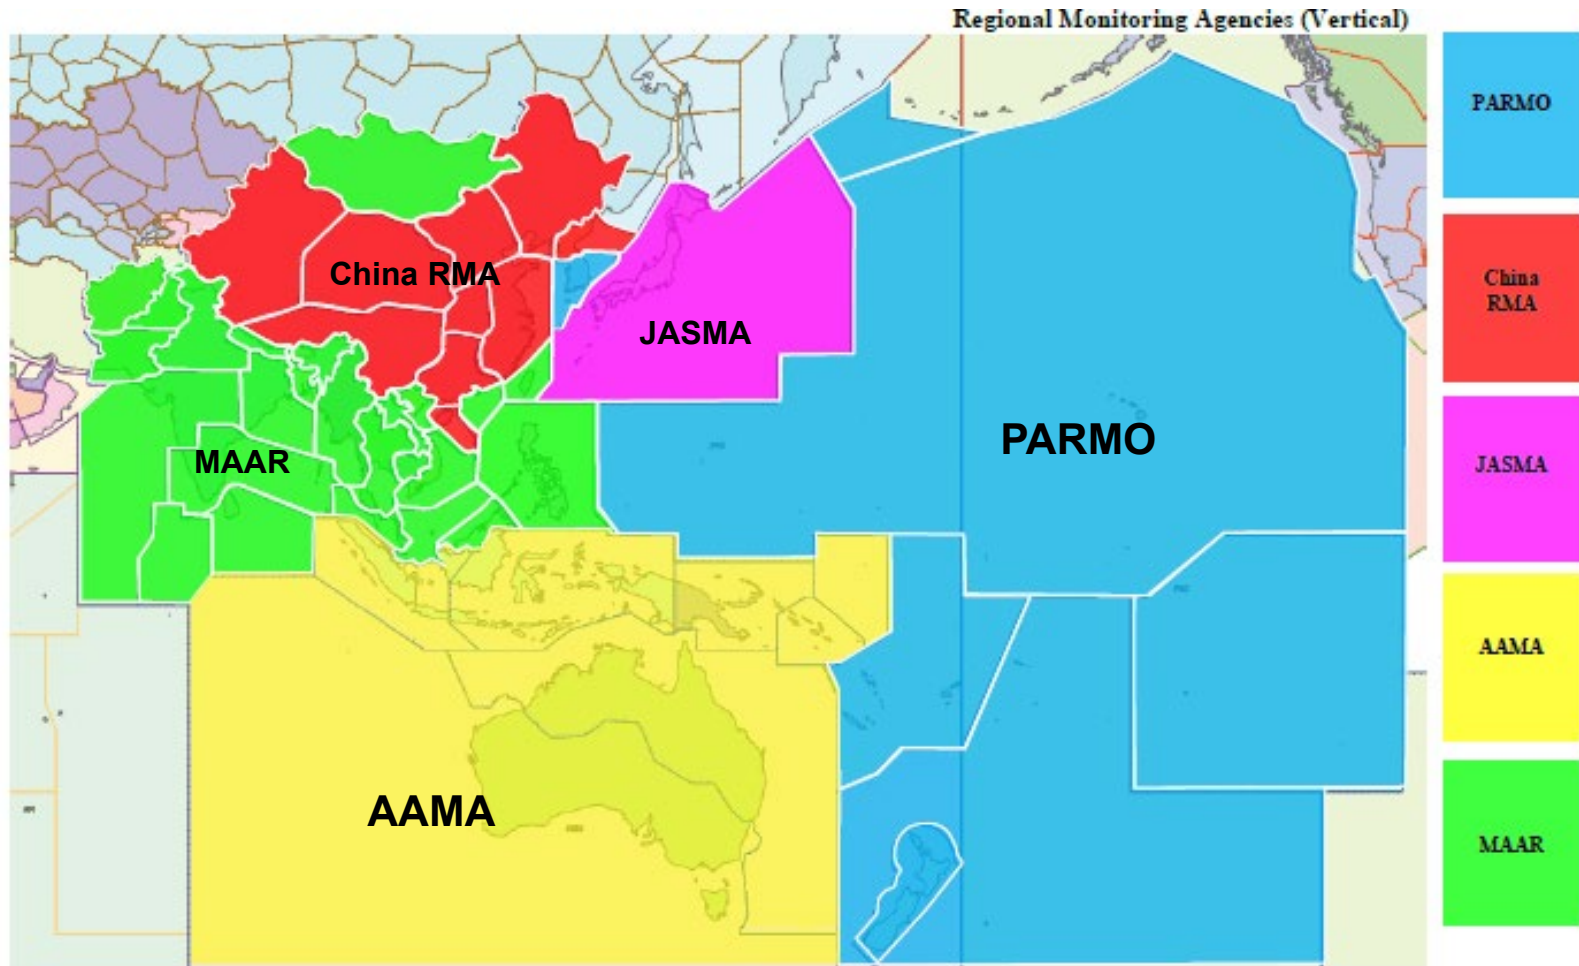 Regional Monitoring Agencies (Vertical)
PARMO
China RMA
China
RMA
JASMA
JASMA
PARMO
MAAR
AAMA
AAMA
MAAR